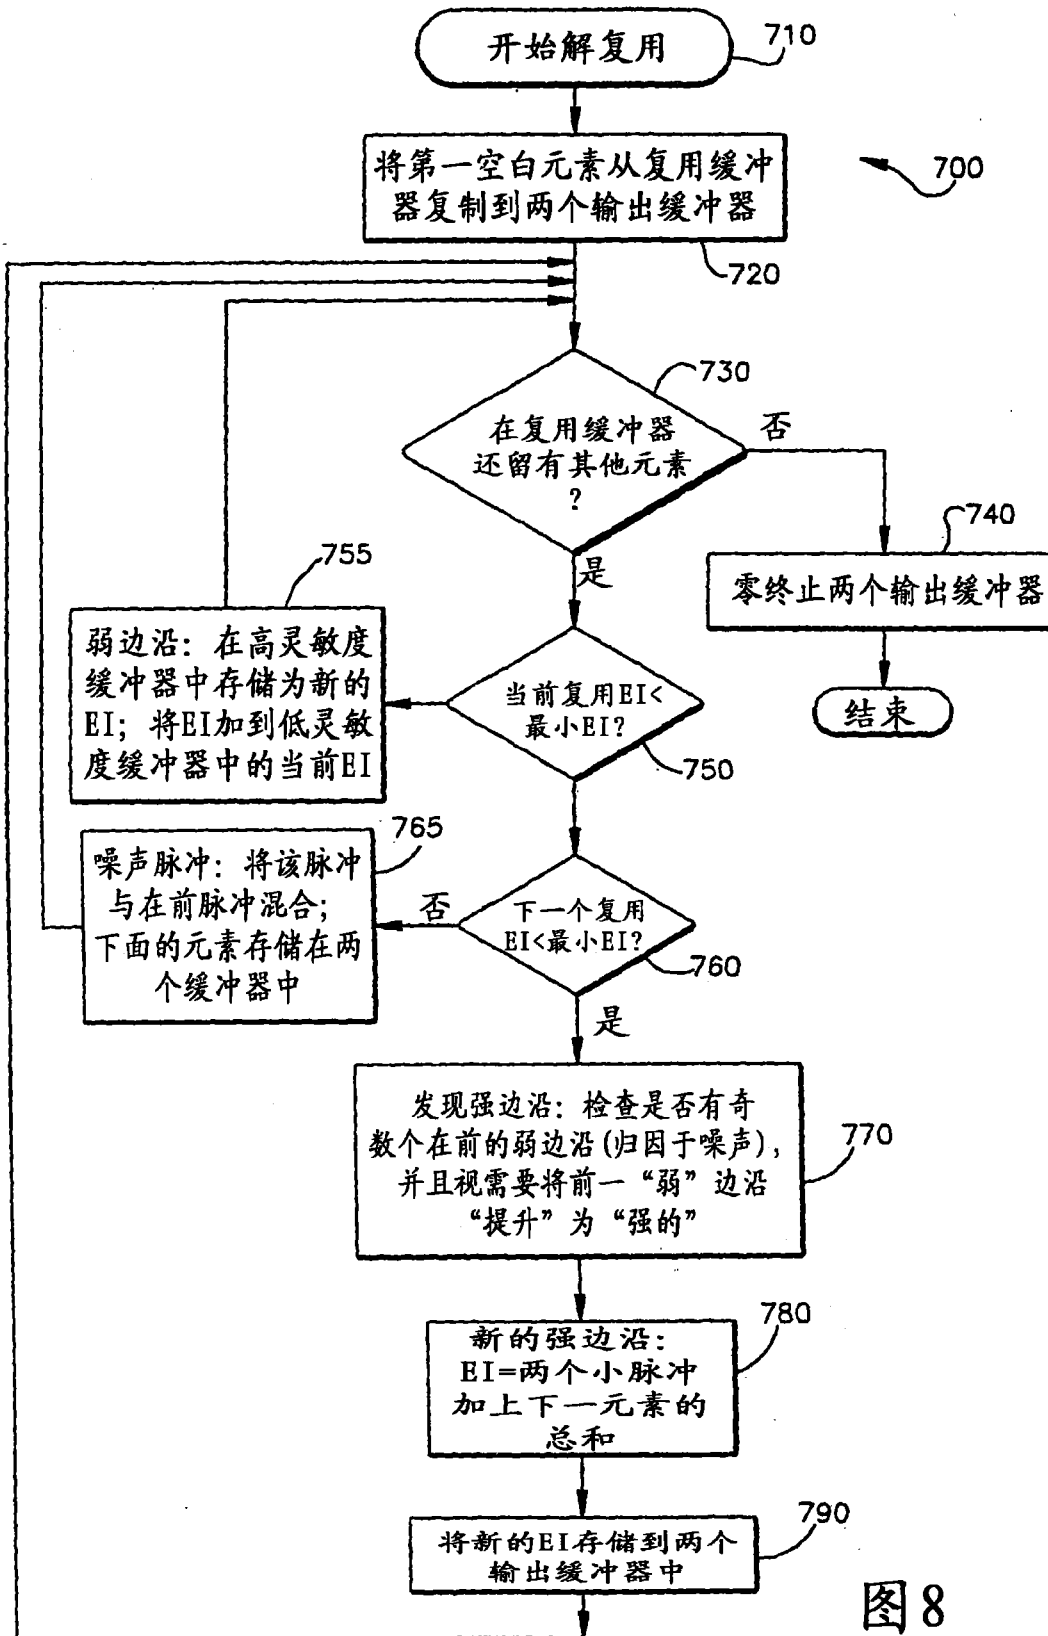 开始解复用
710
将第一空白元素从复用缓冲
器复制到两个输出缓冲器
700
720
730
在复用缓冲器
还留有其他元素
?
否
是
740
零终止两个输出缓冲器
结束
755
弱边沿：在高灵敏度
缓冲器中存储为新的
EI；将EI加到低灵敏
度缓冲器中的当前EI
当前复用EI<
最小EI?
750
765
噪声脉冲：将该脉冲
与在前脉冲混合；
下面的元素存储在两
个缓冲器中
否
下一个复用
EI<最小EI?
760
是
发现强边沿：检查是否有奇
数个在前的弱边沿(归因于噪声)，
并且视需要将前一“弱”边沿
“提升”为“强的”
770
新的强边沿：
EI=两个小脉冲
加上下一元素的
总和
780
将新的EI存储到两个
输出缓冲器中
790
图8